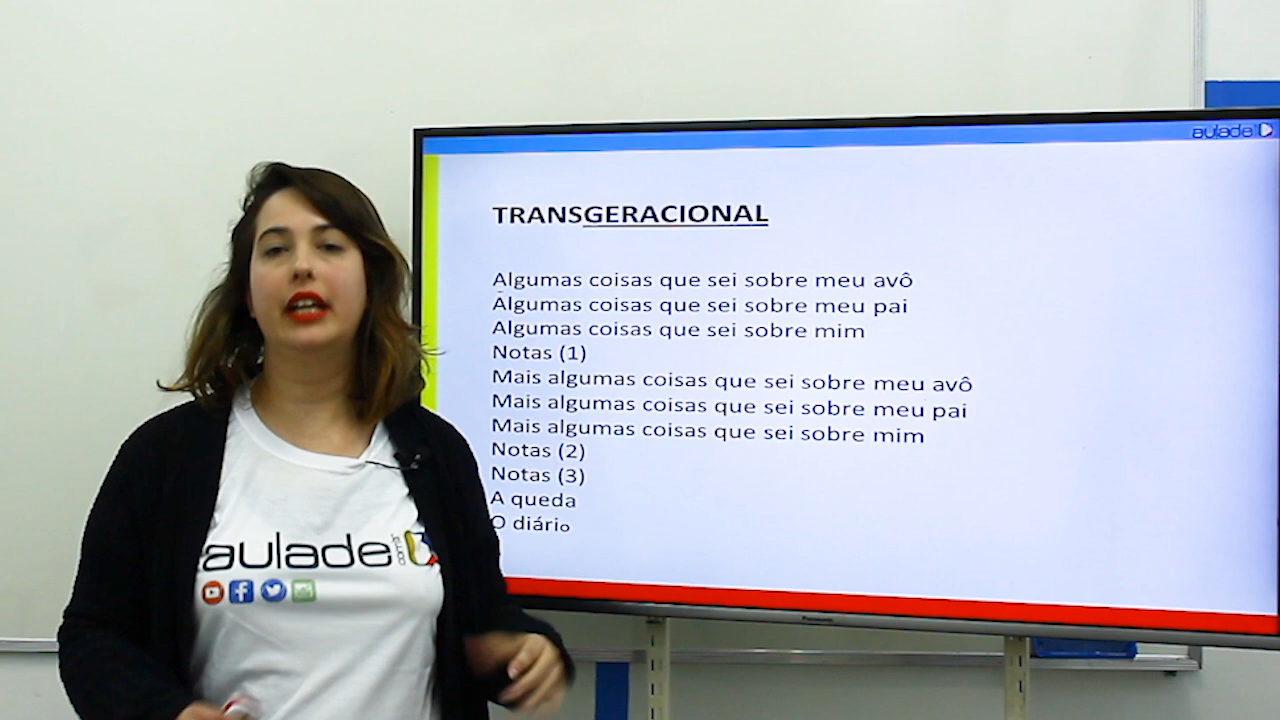 aulade
TRANSGERACIONAL
Algumas coisas que sei sobre meu avô
Algumas coisas que sei sobre meu pai
Algumas coisas que sei sobre mim
Notas (1)
Mais algumas coisas que sei sobre meu avô
Mais algumas coisas que sei sobre meu pai
Mais algumas coisas que sei sobre mim
Notas (2)
Notas (3)
A queda
O diário
Panasonic
aulade